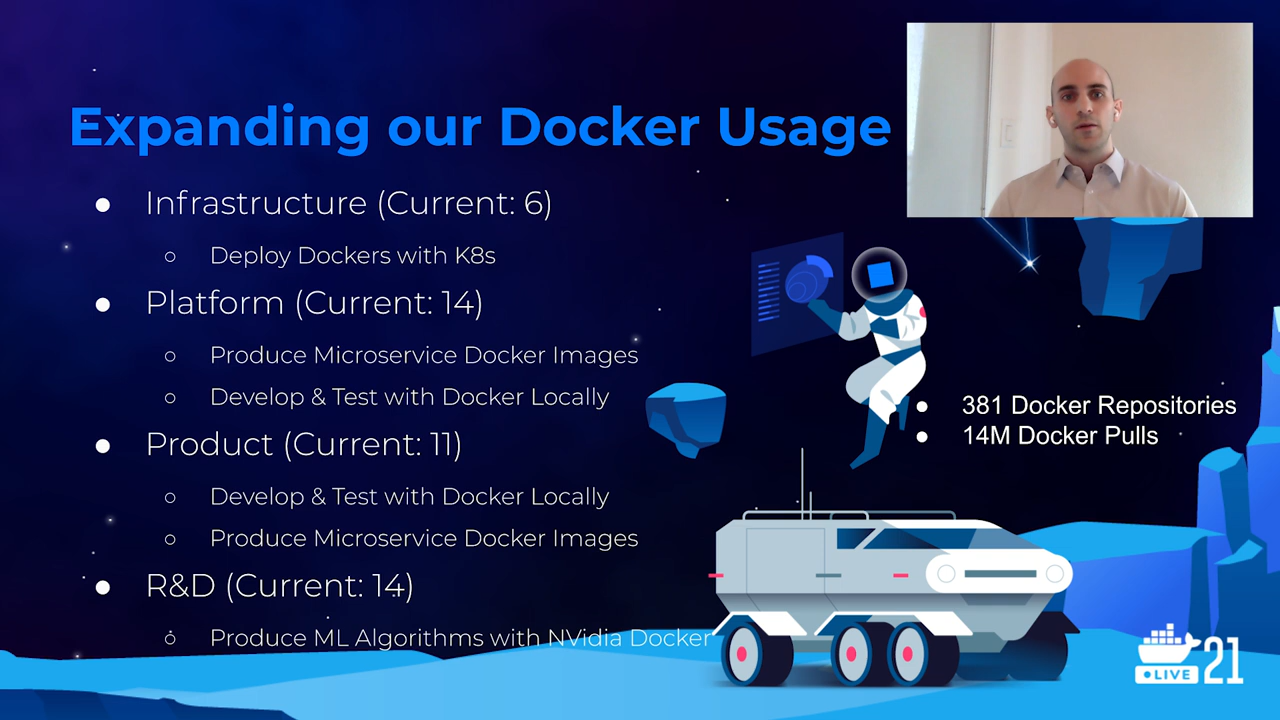 Expanding our Docker Usage
Infrastructure (Current: 6)
Deploy Dockers with K8s
Platform (Current: 14)
Produce Microservice Docker Images
Develop & Test with Docker Locally
Product (Current: 11)
Develop & Test with Docker Locally
Produce Microservice Docker Images
R&D (Current: 14)
Produce ML Algorithms with NVidia Docker
381 Docker Repositories
14M Docker Pulls
LIVE 21